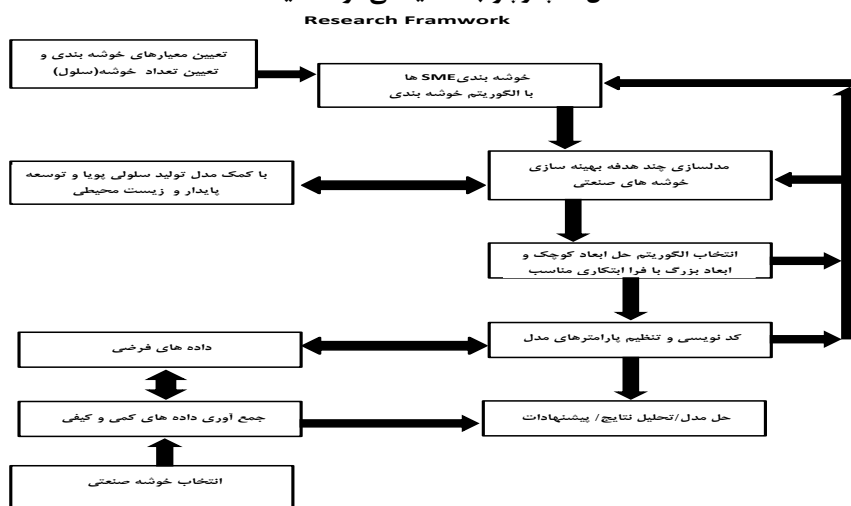 Research Framwork
تعیین معیارهای خوشه بندی و
تعیین تعداد خوشه(سلول)
خوشه بندیSME ها
با الگوریتم خوشه بندی
مدلسازی چند هدفه بهینه سازی
خوشه های صنعتی
با کمک مدل تولید سلولی پویا و توسعه
پایدار و زیست محیطی
انتخاب الگوریتم حل ابعاد کوچک و
ابعاد بزرگ با فرا ابتکاری مناسب
کد نویسی و تنظیم پارامترهای مدل
داده های فرضی
جمع آوری داده های کمی و کیفی
حل مدل/تحلیل نتایج/ پیشنهادات
انتخاب خوشه صنعتی